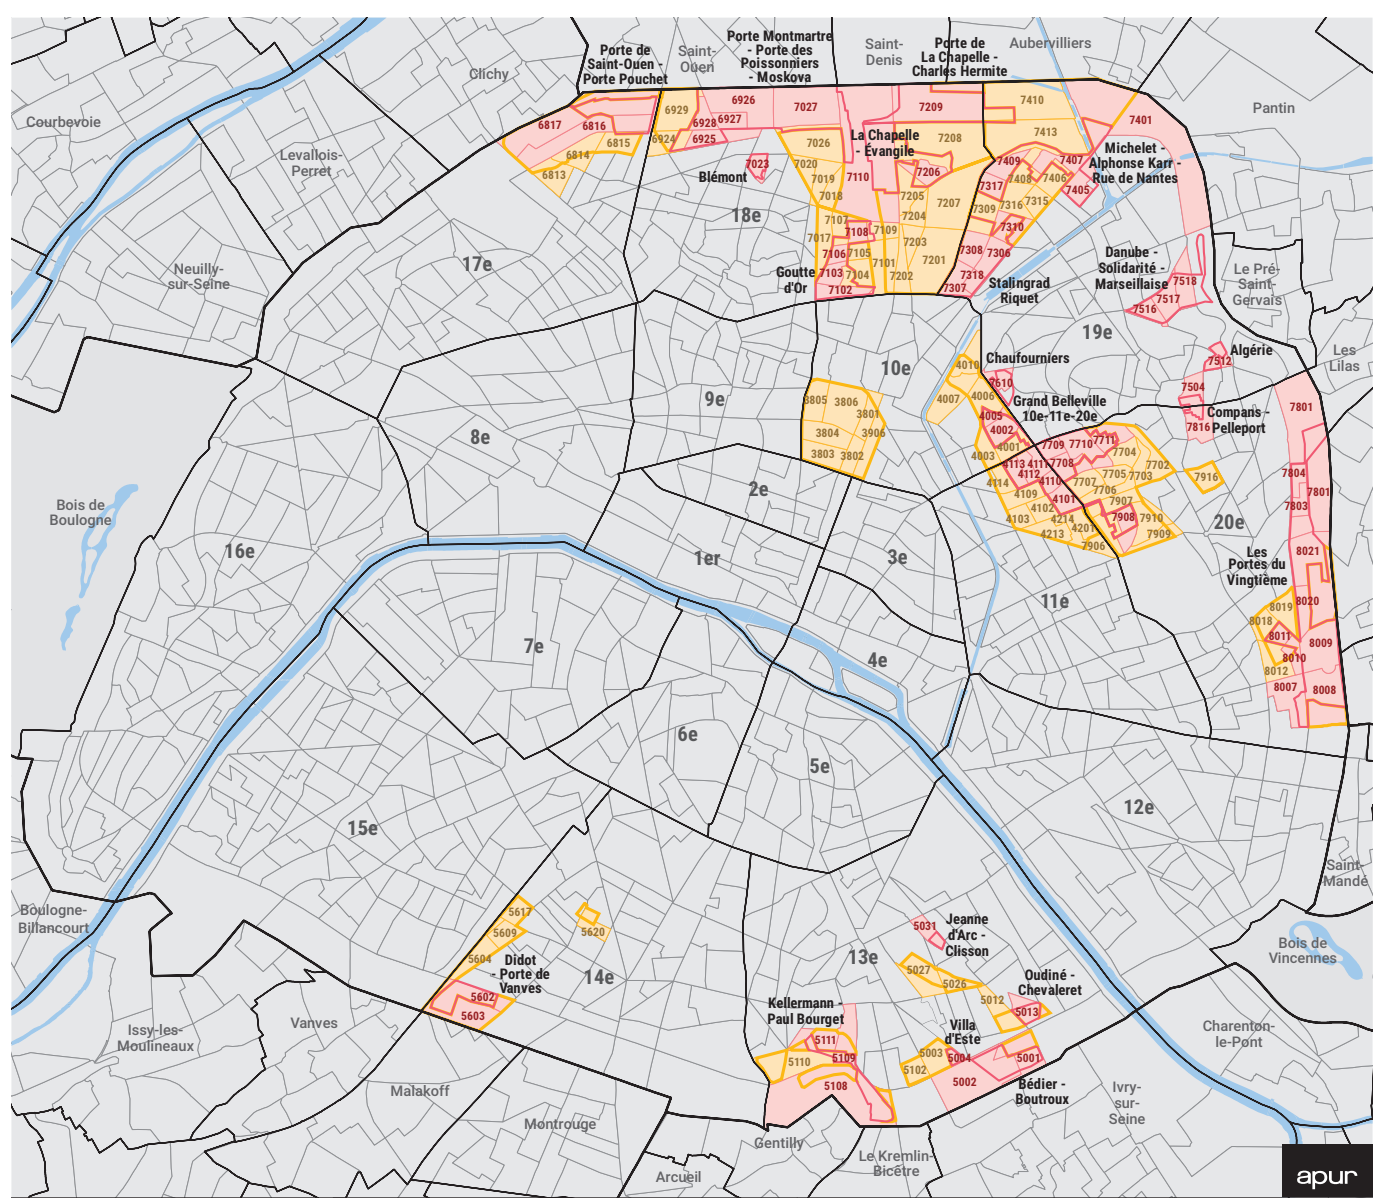 Porte de
Saint-Ouen -
Porte Pouchet
Saint-
Ouen
Porte Montmartre
- Porte des
Poissonniers
- Moskova
Saint-
Denis
Porte de
La Chapelle -
Charles Hermite
Aubervilliers
Clichy
Pantin
Courbevoie
Levallois-
Perret
Neuilly-
sur-Seine
6817
6816
6815
6814
6813
6929
6924
6928
6927
6926
6925
7027
7209
7410
7401
7026
7020
7019
7018
7023
Blémont
La Chapelle
- Évangile
7208
7413
7110
7206
7205
7204
7207
7203
7201
7202
7409
7407
7408
7406
7405
7317
7316
7315
7309
7310
7308
7306
7318
7307
Michelet -
Alphonse Karr -
Rue de Nantes
18e
17e
7107
7017
7108
7109
7106
7105
7101
7103
7104
7102
Goutte
d'Or
Stalingrad
Riquet
Danube -
Solidarité -
Marseillaise
7518
7517
7516
Le Pré-
Saint-
Gervais
Les
Lilas
19e
Algérie
7512
7504
7816
Compans -
Pelleport
10e
9e
8e
4010
4007
4006
Chaufourniers
7610
Grand Belleville
10e-11e-20e
3805
3806
3801
3804
3906
3803
3802
4005
4002
4001
4003
7709
7710
7711
7704
7702
7703
7705
7708
7707
7706
7907
7908
7910
7909
7906
7916
4113
4117
4112
4110
4114
4109
4101
4102
4103
4214
4213
4201
7801
7804
7801
7803
20e
8021
Les
Portes du
Vingtième
8020
8019
8018
8011
8010
8012
8009
8007
8008
Bois de
Boulogne
16e
2e
1er
3e
11e
7e
4e
6e
5e
15e
12e
Saint-
Mandé
Boulogne-
Billancourt
Bois de
Vincennes
5617
5609
5604
5620
5602
5603
Didot
- Porte de
Vanves
14e
13e
5031
Jeanne
d'Arc -
Clisson
5027
5026
5012
Oudiné -
Chevaleret
5013
Kellermann -
Paul Bourget
5111
5110
5109
5108
Villa
d'Este
5003
5004
5102
5001
5002
Bédier -
Boutroux
Issy-les-
Moulineaux
Vanves
Malakoff
Montrouge
Arcueil
Gentilly
Le Kremlin-
Bicêtre
Ivry-
sur-
Seine
Charenton-
le-Pont
apur